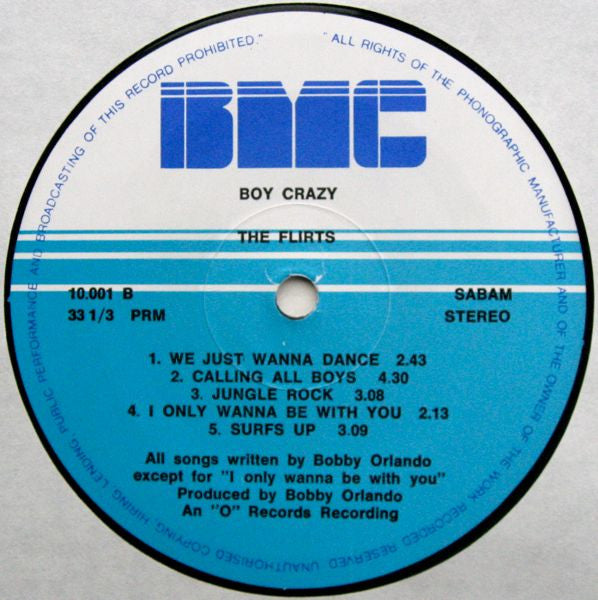 "ALL RIGHTS OF THE PHONOGRAPHIC MANUFACTURER AND OF THE OWNER OF THE WORK RECORDED RESERVED UNAUTHORISED COPYING, HIRING, LENDING, PUBLIC PERFORMANCE AND BROADCASTING OF THIS RECORD PROHIBITED."
BMC
BOY CRAZY
THE FLIRTS
10.001 B
SABAM
33 1/3 PRM
STEREO
1. WE JUST WANNA DANCE 2.43
2. CALLING ALL BOYS 4.30
3. JUNGLE ROCK 3.08
4. I ONLY WANNA BE WITH YOU 2.13
5. SURFS UP 3.09
All songs written by Bobby Orlando
except for "I only wanna be with you"
Produced by Bobby Orlando
An "O" Records Recording